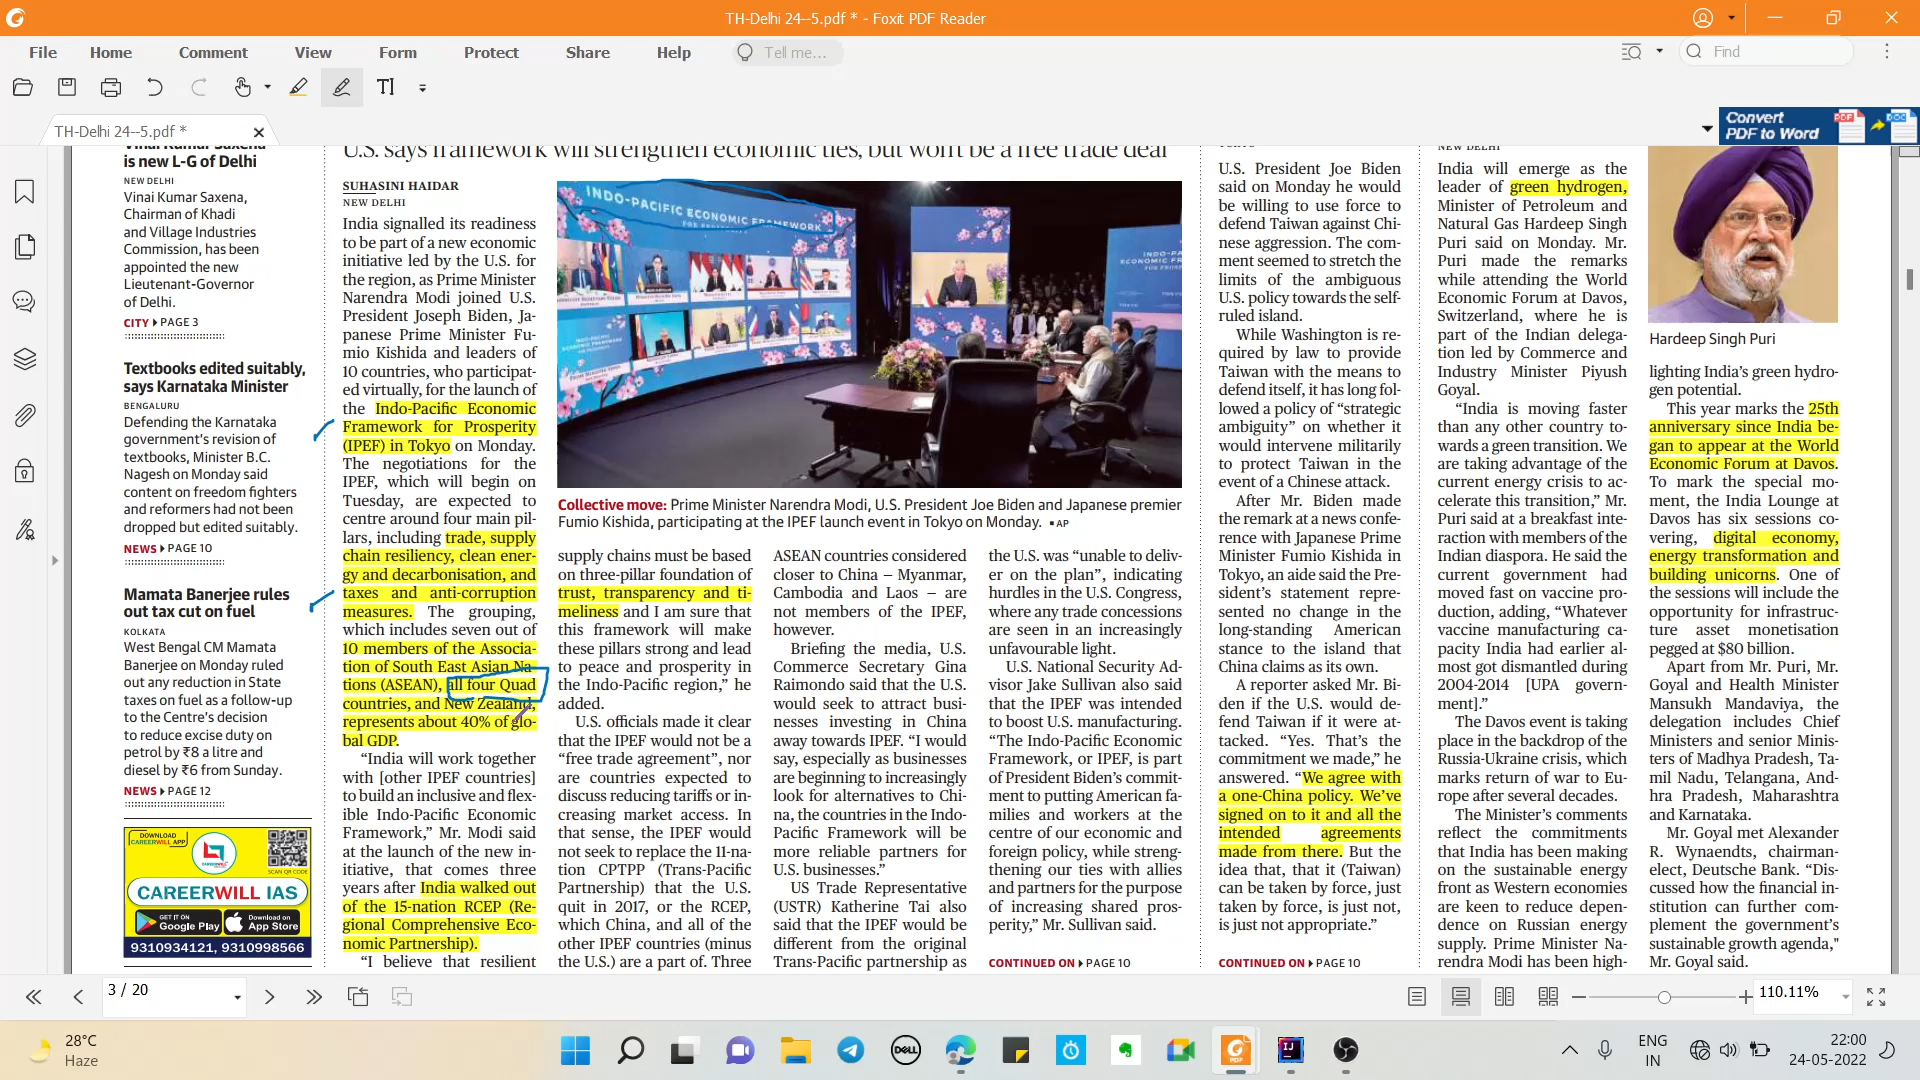 TH-Delhi 24--5.pdf * - Foxit PDF Reader
File Home Comment View Form Protect Share Help Tell me... Find
TH-Delhi 24--5.pdf *
Convert
PDF to Word
Vinai Kumar Saxena
is new L-G of Delhi
NEW DELHI
Vinai Kumar Saxena,
Chairman of Khadi
and Village Industries
Commission, has been
appointed the new
Lieutenant-Governor
of Delhi.
CITY PAGE 3
Textbooks edited suitably,
says Karnataka Minister
BENGALURU
Defending the Karnataka
government's revision of
textbooks, Minister B.C.
Nagesh on Monday said
content on freedom fighters
and reformers had not been
dropped but edited suitably.
NEWS PAGE 10
Mamata Banerjee rules
out tax cut on fuel
KOLKATA
West Bengal CM Mamata
Banerjee on Monday ruled
out any reduction in State
taxes on fuel as a follow-up
to the Centre's decision
to reduce excise duty on
petrol by ₹8 a litre and
diesel by ₹6 from Sunday.
NEWS PAGE 12
DOWNLOAD
CAREERWILL APP
SCAN QR CODE
CAREERWILL IAS
GET IT ON
Google Play
Download on
App Store
9310934121, 9310998566
U.S. says framework will strengthen economic ties, but won't be a free trade deal
SUHASINI HAIDAR
NEW DELHI
India signalled its readiness
to be part of a new economic
initiative led by the U.S. for
the region, as Prime Minister
Narendra Modi joined U.S.
President Joseph Biden, Ja-
panese Prime Minister Fu-
mio Kishida and leaders of
10 countries, who participat-
ed virtually, for the launch of
the Indo-Pacific Economic
Framework for Prosperity
(IPEF) in Tokyo on Monday.
The negotiations for the
IPEF, which will begin on
Tuesday, are expected to
centre around four main pil-
lars, including trade, supply
chain resiliency, clean ener-
gy and decarbonisation, and
taxes and anti-corruption
measures. The grouping,
which includes seven out of
10 members of the Associa-
tion of South East Asian Na-
tions (ASEAN), all four Quad
countries, and New Zealand,
represents about 40% of glo-
bal GDP.
“India will work together
with [other IPEF countries]
to build an inclusive and flex-
ible Indo-Pacific Economic
Framework,” Mr. Modi said
at the launch of the new in-
itiative, that comes three
years after India walked out
of the 15-nation RCEP (Re-
gional Comprehensive Eco-
nomic Partnership).
“I believe that resilient
INDO-PACIFIC ECONOMIC FRAMEWORK
FOR PROSPERITY
Collective move: Prime Minister Narendra Modi, U.S. President Joe Biden and Japanese premier
Fumio Kishida, participating at the IPEF launch event in Tokyo on Monday. ▪ AP
supply chains must be based
on three-pillar foundation of
trust, transparency and ti-
meliness and I am sure that
this framework will make
these pillars strong and lead
to peace and prosperity in
the Indo-Pacific region,” he
added.
U.S. officials made it clear
that the IPEF would not be a
“free trade agreement”, nor
are countries expected to
discuss reducing tariffs or in-
creasing market access. In
that sense, the IPEF would
not seek to replace the 11-na-
tion CPTPP (Trans-Pacific
Partnership) that the U.S.
quit in 2017, or the RCEP,
which China, and all of the
other IPEF countries (minus
the U.S.) are a part of. Three
ASEAN countries considered
closer to China – Myanmar,
Cambodia and Laos – are
not members of the IPEF,
however.
Briefing the media, U.S.
Commerce Secretary Gina
Raimondo said that the U.S.
would seek to attract busi-
nesses investing in China
away towards IPEF. “I would
say, especially as businesses
are beginning to increasingly
look for alternatives to Chi-
na, the countries in the Indo-
Pacific Framework will be
more reliable partners for
U.S. businesses.”
US Trade Representative
(USTR) Katherine Tai also
said that the IPEF would be
different from the original
Trans-Pacific partnership as
the U.S. was “unable to deliv-
er on the plan”, indicating
hurdles in the U.S. Congress,
where any trade concessions
are seen in an increasingly
unfavourable light.
U.S. National Security Ad-
visor Jake Sullivan also said
that the IPEF was intended
to boost U.S. manufacturing.
“The Indo-Pacific Economic
Framework, or IPEF, is part
of President Biden's commit-
ment to putting American fa-
milies and workers at the
centre of our economic and
foreign policy, while streng-
thening our ties with allies
and partners for the purpose
of increasing shared pros-
perity,” Mr. Sullivan said.
CONTINUED ON PAGE 10
U.S. President Joe Biden
said on Monday he would
be willing to use force to
defend Taiwan against Chi-
nese aggression. The com-
ment seemed to stretch the
limits of the ambiguous
U.S. policy towards the self-
ruled island.
While Washington is re-
quired by law to provide
Taiwan with the means to
defend itself, it has long fol-
lowed a policy of “strategic
ambiguity” on whether it
would intervene militarily
to protect Taiwan in the
event of a Chinese attack.
After Mr. Biden made
the remark at a news confe-
rence with Japanese Prime
Minister Fumio Kishida in
Tokyo, an aide said the Pre-
sident's statement repre-
sented no change in the
long-standing American
stance to the island that
China claims as its own.
A reporter asked Mr. Bi-
den if the U.S. would de-
fend Taiwan if it were at-
tacked. “Yes. That's the
commitment we made,” he
answered. “We agree with
a one-China policy. We've
signed on to it and all the
intended agreements
made from there. But the
idea that, that it (Taiwan)
can be taken by force, just
taken by force, is just not,
is just not appropriate.”
CONTINUED ON PAGE 10
NEW DELHI
India will emerge as the
leader of green hydrogen,
Minister of Petroleum and
Natural Gas Hardeep Singh
Puri said on Monday. Mr.
Puri made the remarks
while attending the World
Economic Forum at Davos,
Switzerland, where he is
part of the Indian delega-
tion led by Commerce and
Industry Minister Piyush
Goyal.
“India is moving faster
than any other country to-
wards a green transition. We
are taking advantage of the
current energy crisis to ac-
celerate this transition,” Mr.
Puri said at a breakfast inte-
raction with members of the
Indian diaspora. He said the
current government had
moved fast on vaccine pro-
duction, adding, “Whatever
vaccine manufacturing ca-
pacity India had earlier al-
most got dismantled during
2004-2014 [UPA govern-
ment].”
The Davos event is taking
place in the backdrop of the
Russia-Ukraine crisis, which
marks return of war to Eu-
rope after several decades.
The Minister's comments
reflect the commitments
that India has been making
on the sustainable energy
front as Western economies
are keen to reduce depen-
dence on Russian energy
supply. Prime Minister Na-
rendra Modi has been high-
Hardeep Singh Puri
lighting India's green hydro-
gen potential.
This year marks the 25th
anniversary since India be-
gan to appear at the World
Economic Forum at Davos.
To mark the special mo-
ment, the India Lounge at
Davos has six sessions co-
vering, digital economy,
energy transformation and
building unicorns. One of
the sessions will include the
opportunity for infrastruc-
ture asset monetisation
pegged at $80 billion.
Apart from Mr. Puri, Mr.
Goyal and Health Minister
Mansukh Mandaviya, the
delegation includes Chief
Ministers and senior Minis-
ters of Madhya Pradesh, Ta-
mil Nadu, Telangana, And-
hra Pradesh, Maharashtra
and Karnataka.
Mr. Goyal met Alexander
R. Wynaendts, chairman-
elect, Deutsche Bank. “Dis-
cussed how the financial in-
stitution can further com-
plement the government's
sustainable growth agenda,"
Mr. Goyal said.
3 / 20
110.11%
28°C
Haze
ENG
IN
22:00
24-05-2022